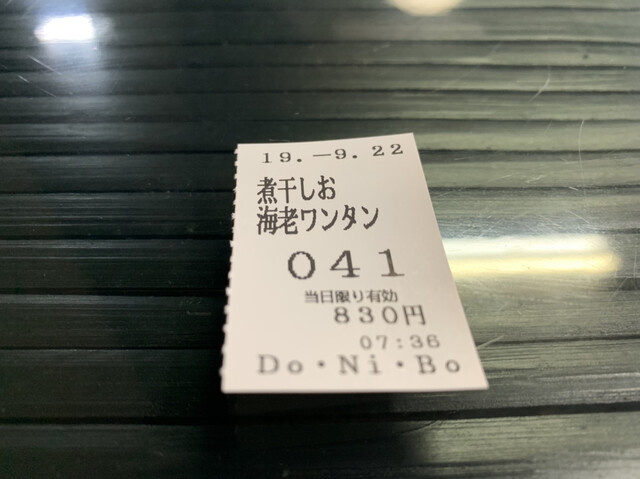 19.-9.22
煮干しお
海老ワンタン
041
当日限り有効
830円
07:36
Do・Ni・Bo